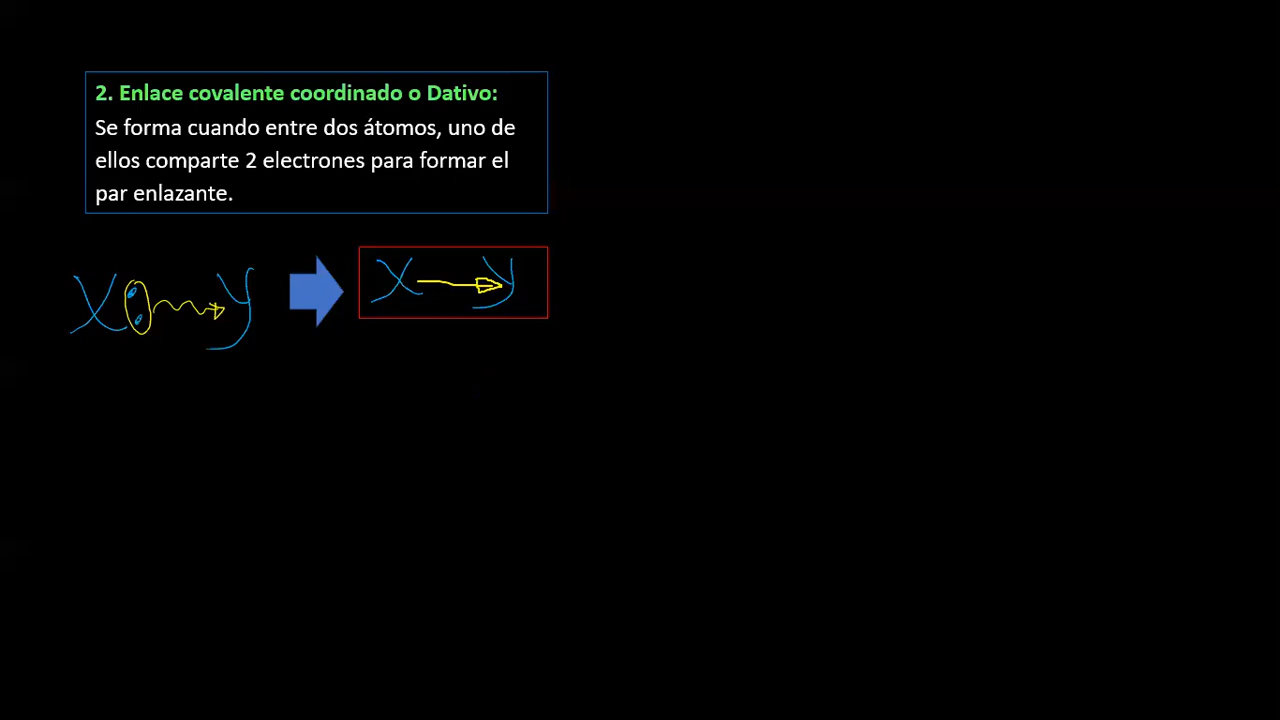 2. Enlace covalente coordinado o Dativo:
Se forma cuando entre dos átomos, uno de
ellos comparte 2 electrones para formar el
par enlazante.
X Y
X Y